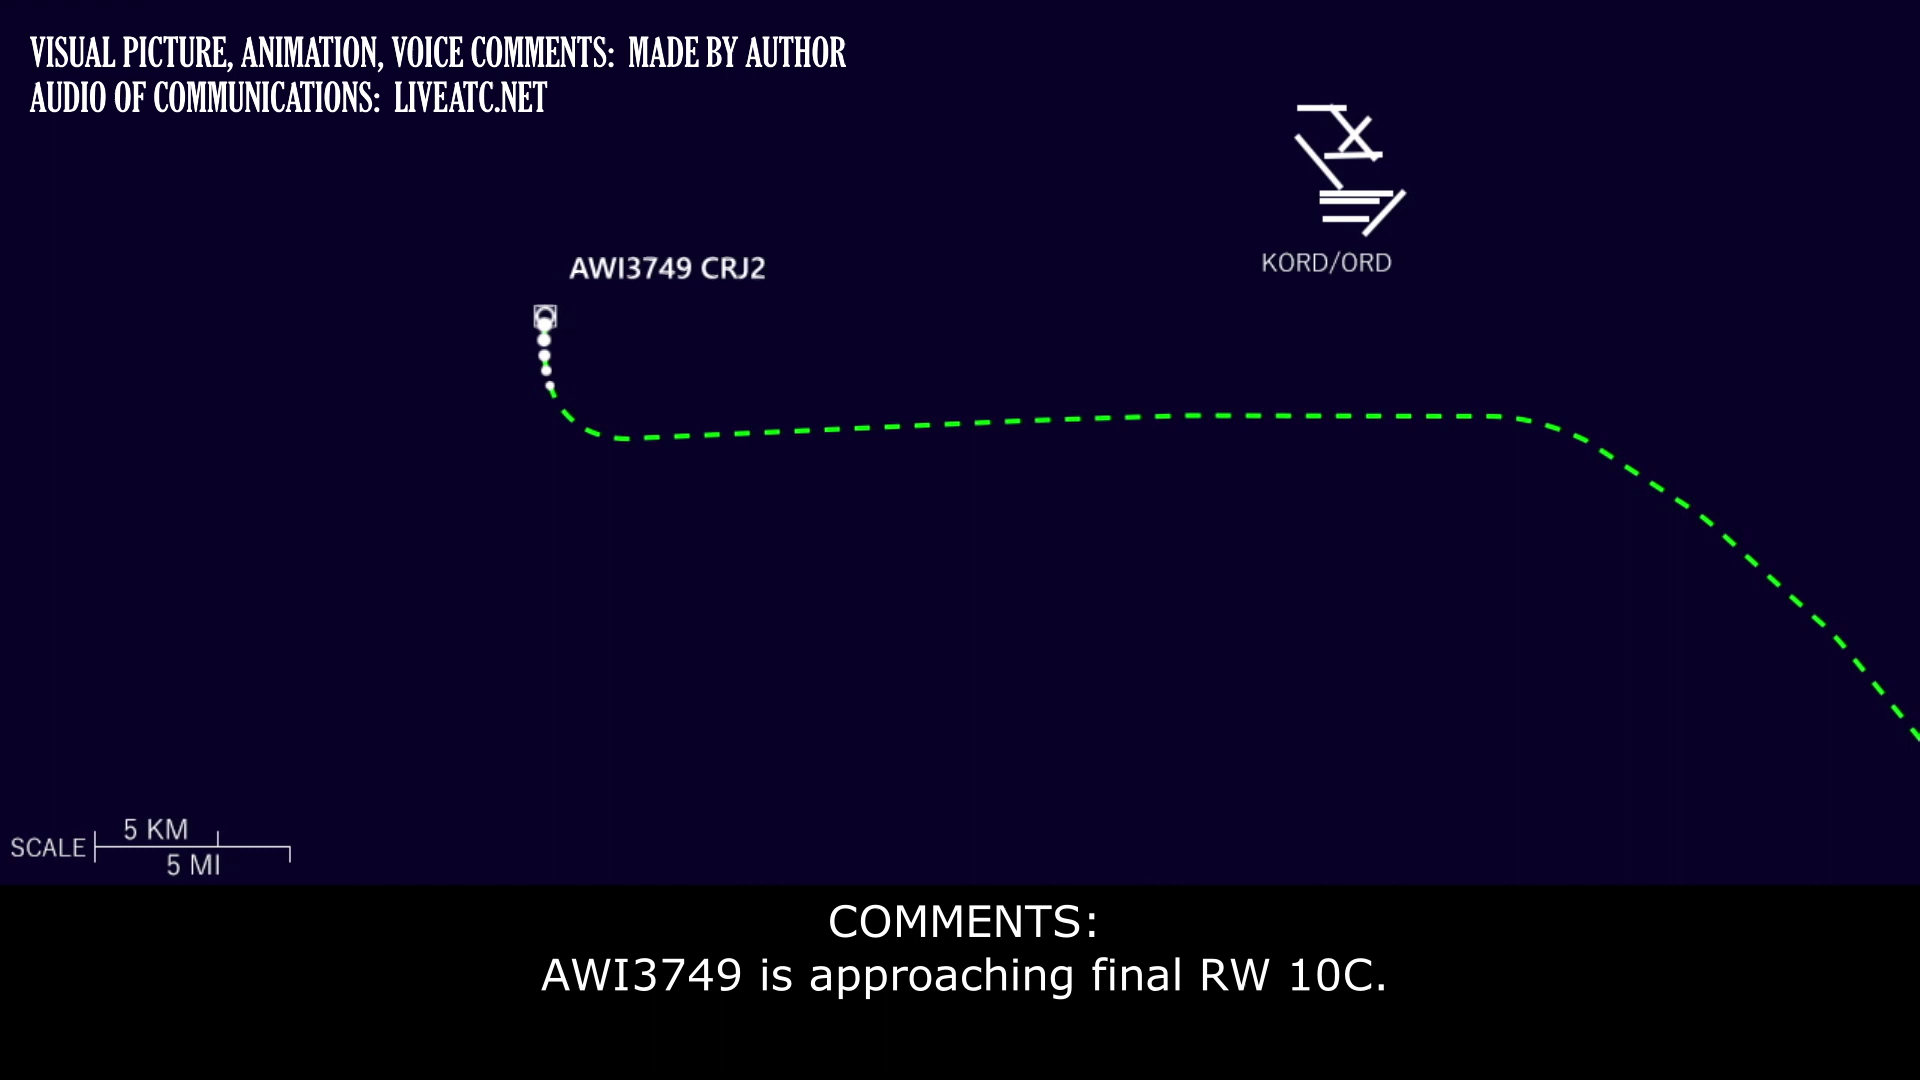 VISUAL PICTURE, ANIMATION, VOICE COMMENTS: MADE BY AUTHOR
AUDIO OF COMMUNICATIONS: LIVEATC.NET
KORD/ORD
AWI3749 CRJ2
5 KM
SCALE
5 MI
COMMENTS:
AWI3749 is approaching final RW 10C.